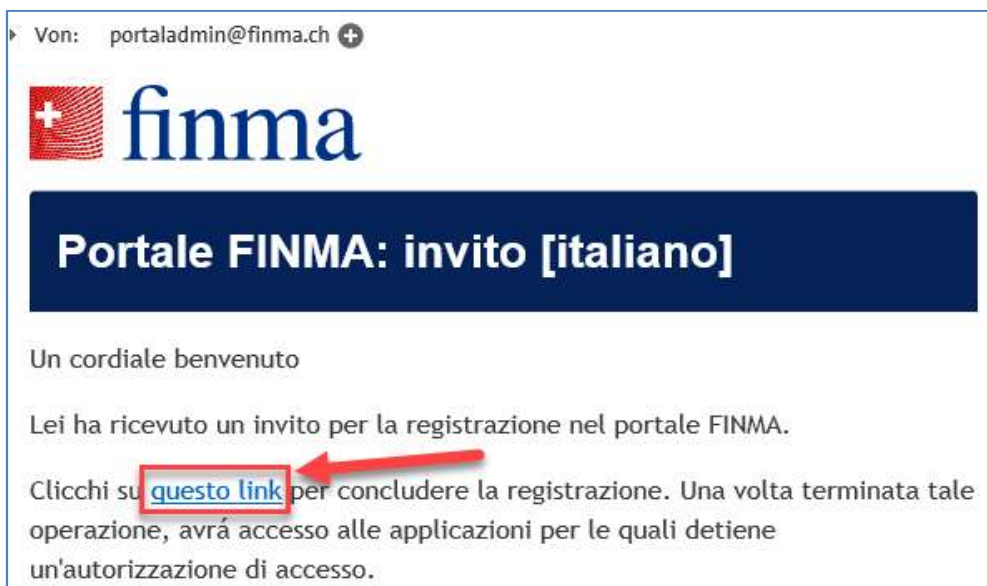 Von: portaladmin@finma.ch
finma
Portale FINMA: invito [italiano]
Un cordiale benvenuto
Lei ha ricevuto un invito per la registrazione nel portale FINMA.
Clicchi su questo link per concludere la registrazione. Una volta terminata tale
operazione, avrá accesso alle applicazioni per le quali detiene
un'autorizzazione di accesso.